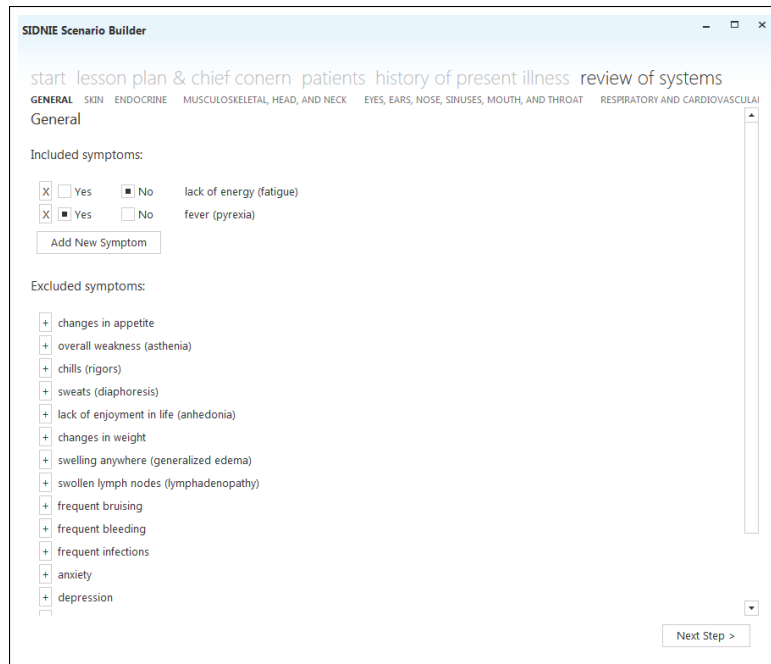 SIDNIE Scenario Builder
start lesson plan & chief conern patients history of present illness review of systems
GENERAL SKIN ENDOCRINE MUSCULOSKELETAL, HEAD, AND NECK EYES, EARS, NOSE, SINUSES, MOUTH, AND THROAT RESPIRATORY AND CARDIOVASCULA
General
Included symptoms:
X Yes No lack of energy (fatigue)
X Yes No fever (pyrexia)
Add New Symptom
Excluded symptoms:
+ changes in appetite
+ overall weakness (asthenia)
+ chills (rigors)
+ sweats (diaphoresis)
+ lack of enjoyment in life (anhedonia)
+ changes in weight
+ swelling anywhere (generalized edema)
+ swollen lymph nodes (lymphadenopathy)
+ frequent bruising
+ frequent bleeding
+ frequent infections
+ anxiety
+ depression
Next Step >